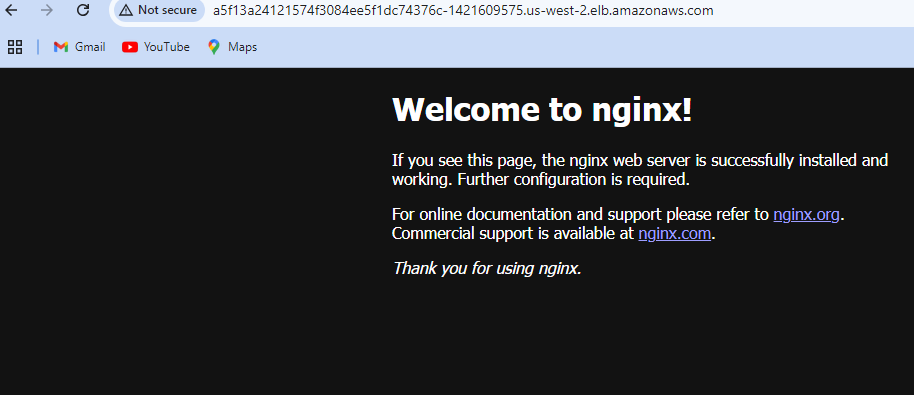 Not secure
a5f13a24121574f3084ee5f1dc74376c-1421609575.us-west-2.elb.amazonaws.com
Gmail
YouTube
Maps
Welcome to nginx!
If you see this page, the nginx web server is successfully installed and
working. Further configuration is required.
For online documentation and support please refer to nginx.org.
Commercial support is available at nginx.com.
Thank you for using nginx.